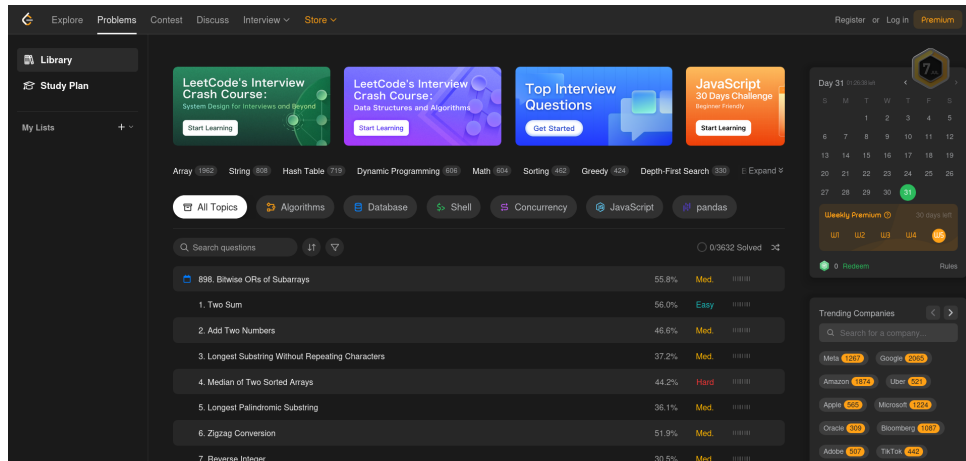 Explore Problems Contest Discuss Interview Store
Register or Log in Premium
Library
Study Plan
My Lists
LeetCode's Interview
Crash Course:
System Design for Interviews and Beyond
Start Learning
LeetCode's Interview
Crash Course:
Data Structures and Algorithms
Start Learning
Top Interview
Questions
Get Started
JavaScript
30 Days Challenge
Beginner Friendly
Start Learning
Array 1962 String 808 Hash Table 719 Dynamic Programming 606 Math 604 Sorting 462 Greedy 424 Depth-First Search 330 Expand
All Topics Algorithms Database Shell Concurrency JavaScript pandas
Search questions
0/3632 Solved
898. Bitwise ORs of Subarrays 55.8% Med.
1. Two Sum 56.0% Easy
2. Add Two Numbers 46.6% Med.
3. Longest Substring Without Repeating Characters 37.2% Med.
4. Median of Two Sorted Arrays 44.2% Hard
5. Longest Palindromic Substring 36.1% Med.
6. Zigzag Conversion 51.9% Med.
7. Reverse Integer 30.5% Med.
Day 31
7
S M T W T F S
1 2 3 4 5
6 7 8 9 10 11 12
13 14 15 16 17 18 19
20 21 22 23 24 25 26
27 28 29 30 31
Weekly Premium 30 days left
W1 W2 W3 W4 W5
0 Redeem Rules
Trending Companies
Search for a company...
Meta 1267 Google 2065
Amazon 1874 Uber 521
Apple 565 Microsoft 1224
Oracle 309 Bloomberg 1087
Adobe 507 TikTok 442